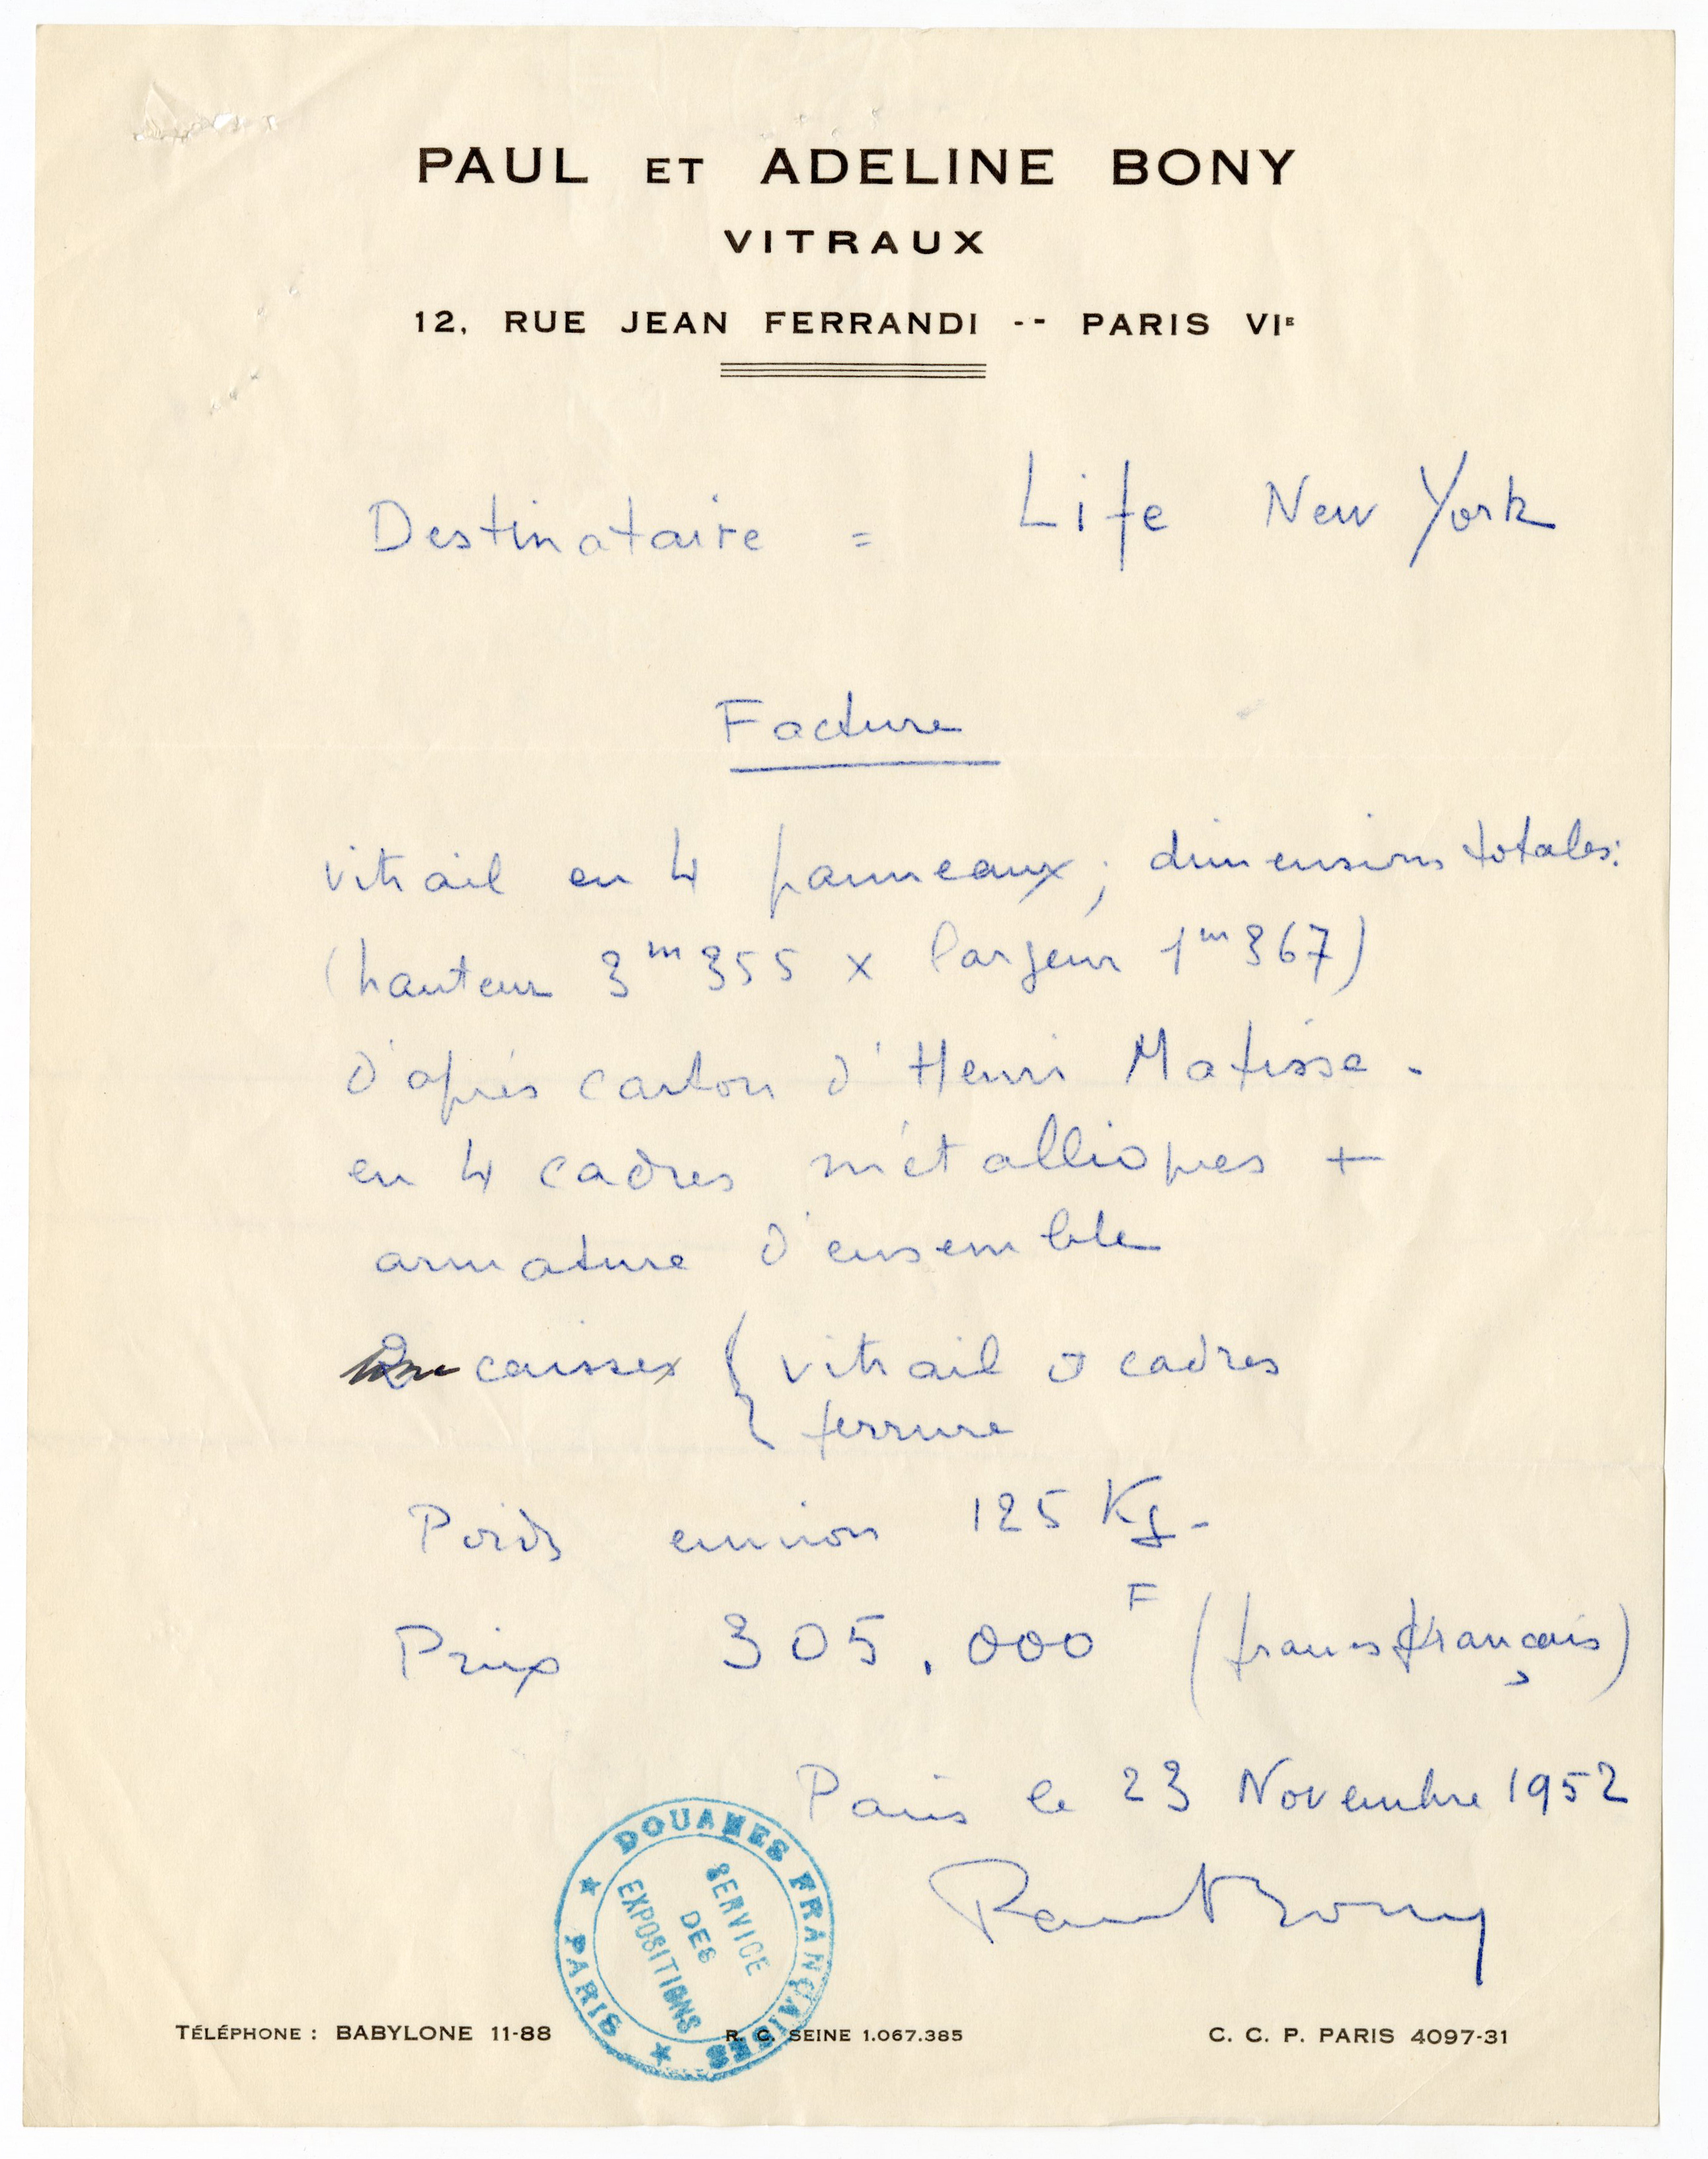 PAUL ET ADELINE BONY
VITRAUX
12, RUE JEAN FERRANDI -- PARIS VIE
Destinataire = Life New York
Facture
vitrail en 4 panneaux ; dimensions totales:
(hauteur 3m355 x largeur 1m367)
d'après carton d'Henri Matisse -
en 4 cadres métalliques +
armature d'ensemble
2 caisses { vitrail & cadres
ferrure
Poids environ 125 Kg-
Prix 305.000F (francs français)
Paris le 23 Novembre 1952
Paul Bony
DOUANES FRANÇAISES
★ PARIS ★
SERVICE
DES
EXPOSITIONS
TÉLÉPHONE : BABYLONE 11-88 R. C. SEINE 1.067.385 C. C. P. PARIS 4097-31